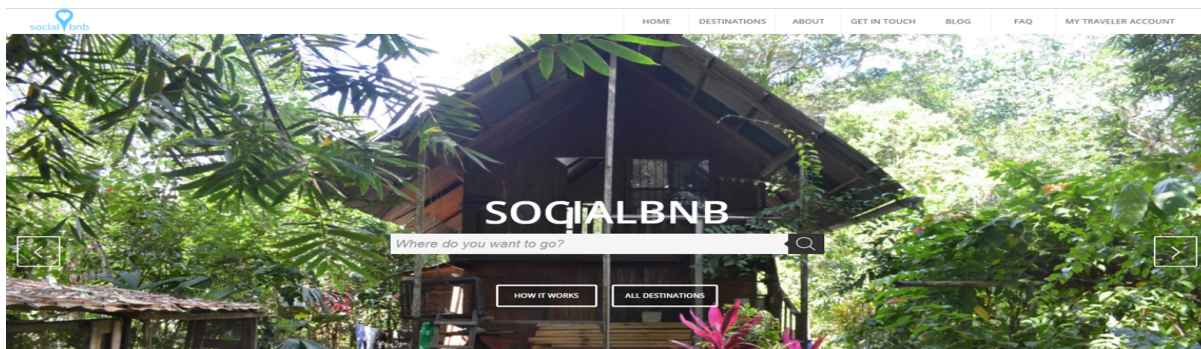 social bnb
HOME DESTINATIONS ABOUT GET IN TOUCH BLOG FAQ MY TRAVELER ACCOUNT
SOCIALBNB
Where do you want to go?
HOW IT WORKS ALL DESTINATIONS